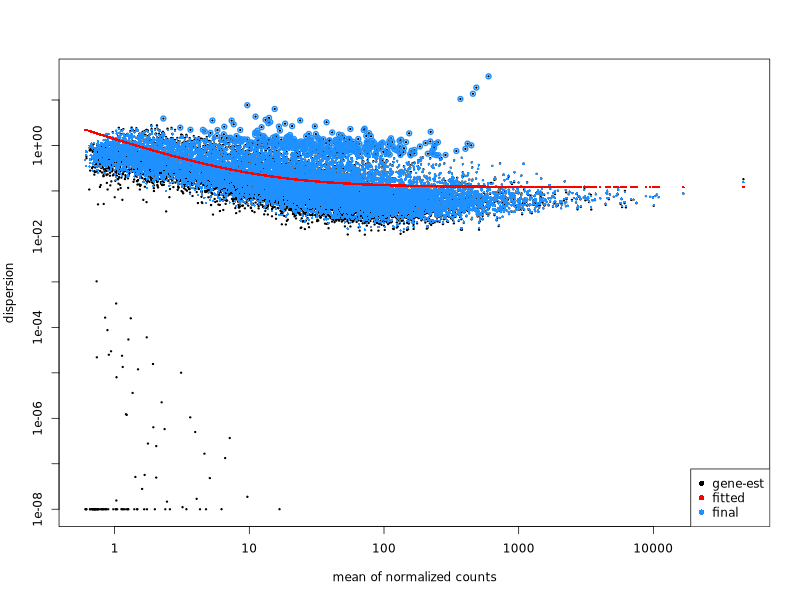 dispersion
1e+00
1e-02
1e-04
1e-06
1e-08
1
10
100
1000
10000
mean of normalized counts
gene-est
fitted
final